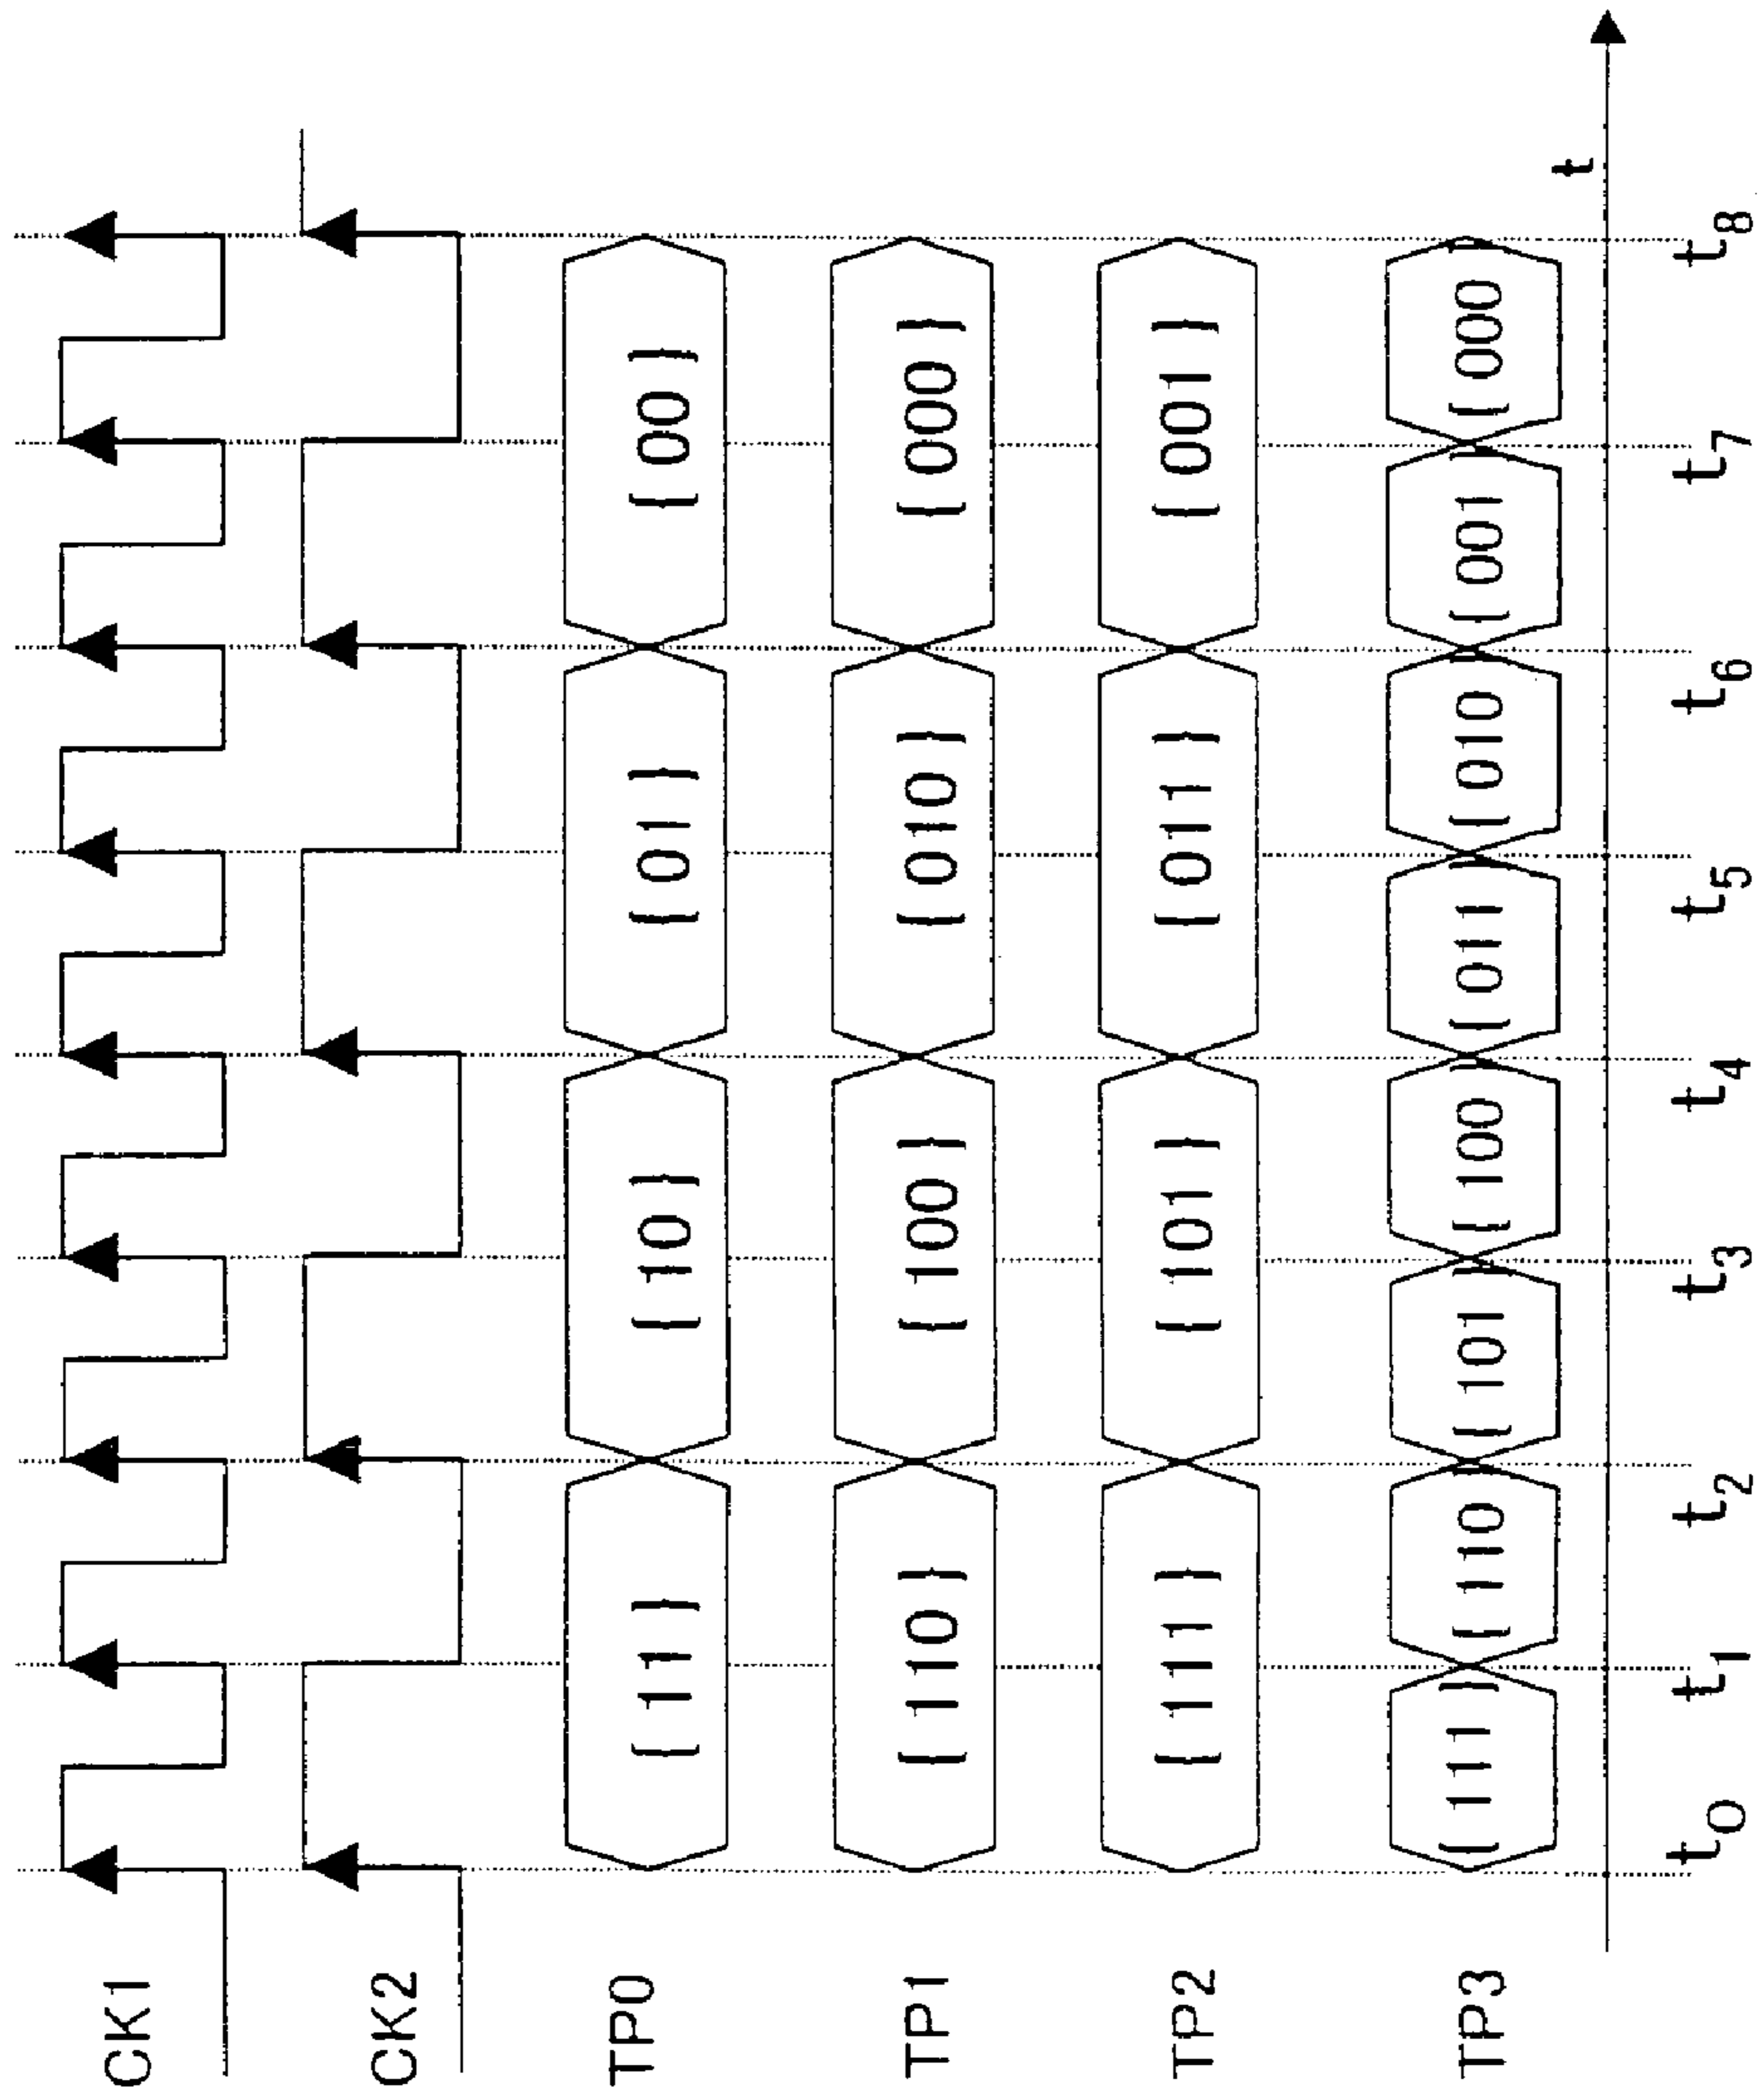 CK1
CK2
TP0 { 11 } { 10 } { 01 } { 00 }
TP1 { 110 } { 100 } { 010 } { 000 }
TP2 { 111 } { 101 } { 011 } { 001 }
TP3 { 111 } { 110 } { 101 } { 100 } { 011 } { 010 } { 001 } { 000 }
t
t0 t1 t2 t3 t4 t5 t6 t7 t8